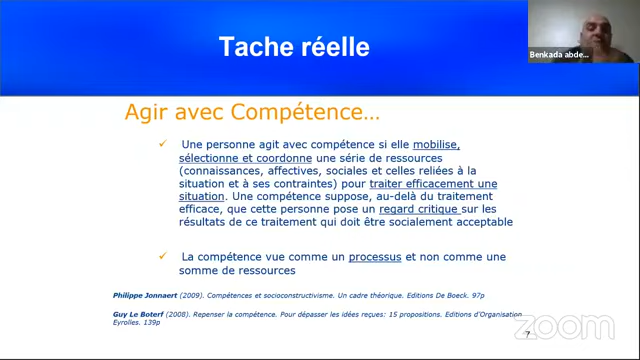 Tache réelle
Benkada abde...
Agir avec Compétence...
✓ Une personne agit avec compétence si elle mobilise,
sélectionne et coordonne une série de ressources
(connaissances, affectives, sociales et celles reliées à la
situation et à ses contraintes) pour traiter efficacement une
situation. Une compétence suppose, au-delà du traitement
efficace, que cette personne pose un regard critique sur les
résultats de ce traitement qui doit être socialement acceptable
✓ La compétence vue comme un processus et non comme une
somme de ressources
Philippe Jonnaert (2009). Compétences et socioconstructivisme. Un cadre théorique. Editions De Boeck. 97p
Guy Le Boterf (2008). Repenser la compétence. Pour dépasser les idées reçues: 15 propositions. Editions d'Organisation
Eyrolles. 139p
7
zoom